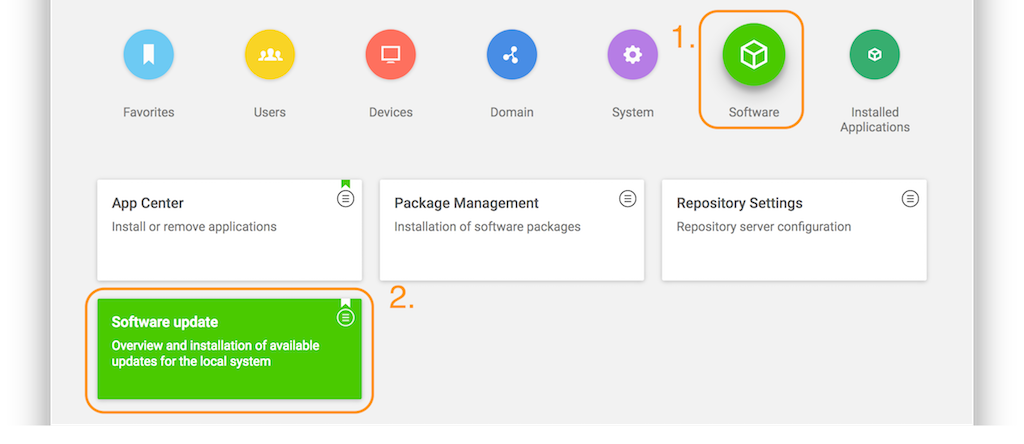 1.
Favorites
Users
Devices
Domain
System
Software
Installed
Applications
App Center
Install or remove applications
Package Management
Installation of software packages
Repository Settings
Repository server configuration
2.
Software update
Overview and installation of available
updates for the local system